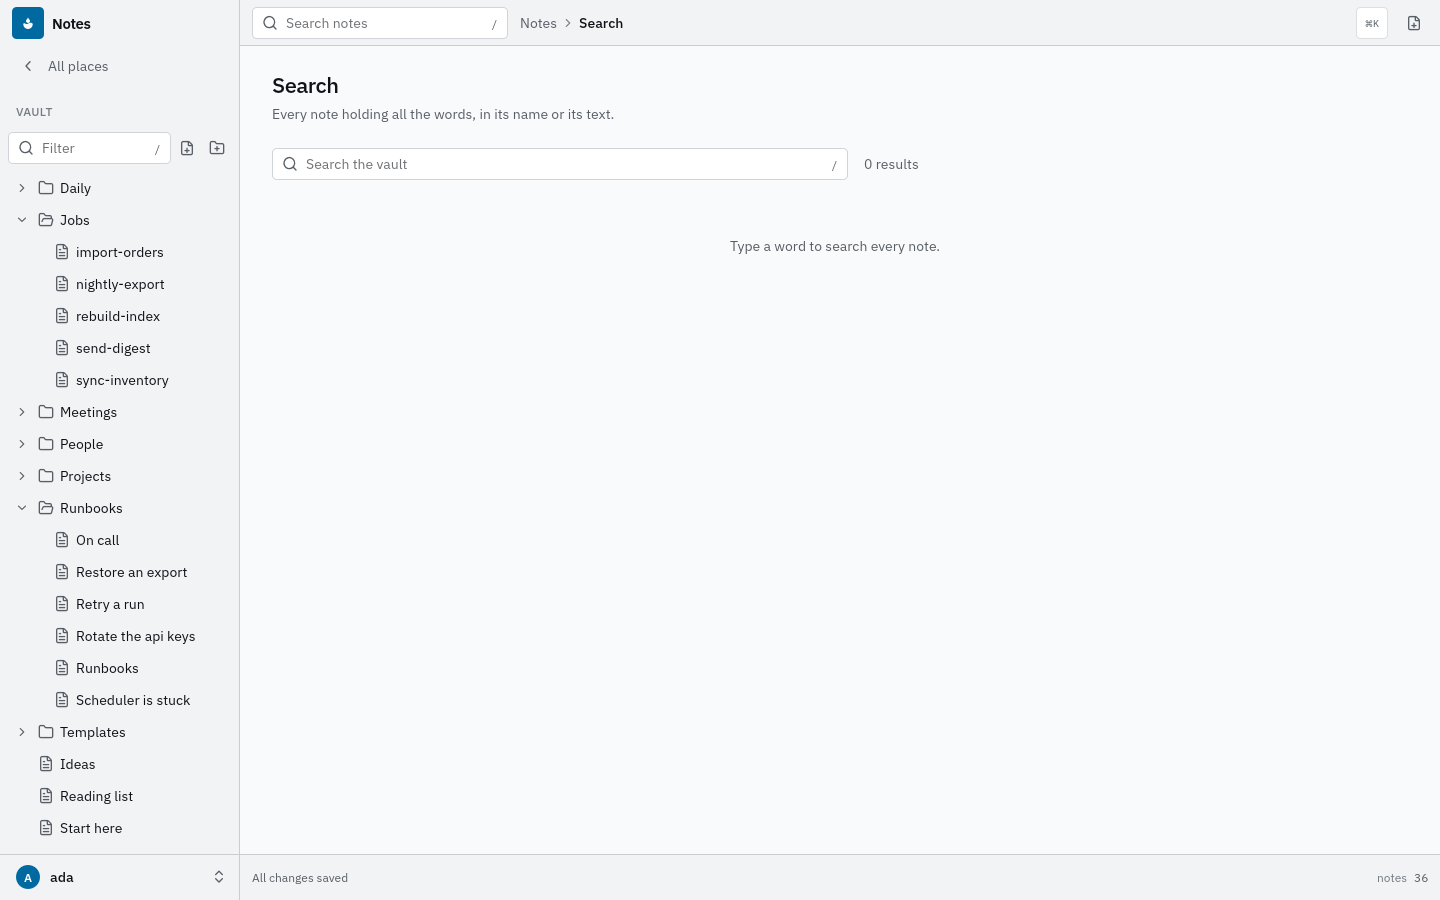 Notes
All places
VAULT
Filter /
Daily
Jobs
import-orders
nightly-export
rebuild-index
send-digest
sync-inventory
Meetings
People
Projects
Runbooks
On call
Restore an export
Retry a run
Rotate the api keys
Runbooks
Scheduler is stuck
Templates
Ideas
Reading list
Start here
A ada
Search notes /
Notes > Search
⌘K
Search
Every note holding all the words, in its name or its text.
Search the vault /
0 results
Type a word to search every note.
All changes saved
notes 36